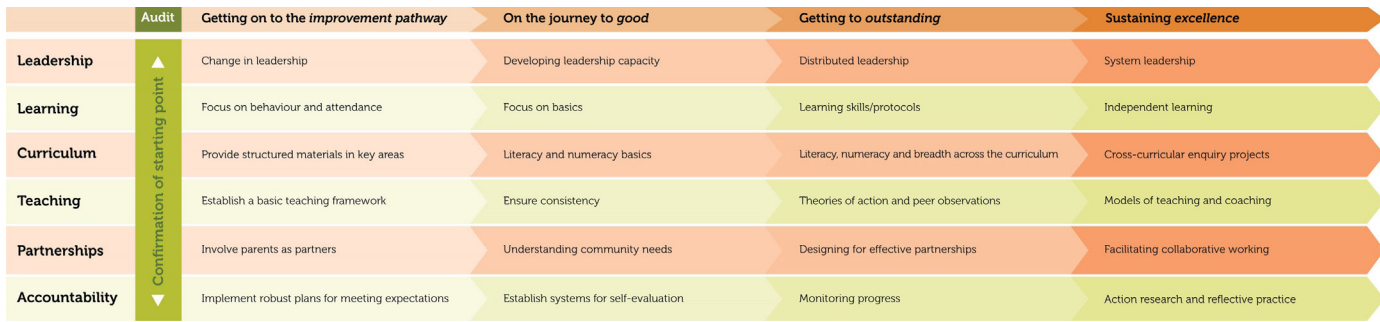 Audit
Getting on to the improvement pathway
On the journey to good
Getting to outstanding
Sustaining excellence
Confirmation of starting point
Leadership
Change in leadership
Developing leadership capacity
Distributed leadership
System leadership
Learning
Focus on behaviour and attendance
Focus on basics
Learning skills/protocols
Independent learning
Curriculum
Provide structured materials in key areas
Literacy and numeracy basics
Literacy, numeracy and breadth across the curriculum
Cross-curricular enquiry projects
Teaching
Establish a basic teaching framework
Ensure consistency
Theories of action and peer observations
Models of teaching and coaching
Partnerships
Involve parents as partners
Understanding community needs
Designing for effective partnerships
Facilitating collaborative working
Accountability
Implement robust plans for meeting expectations
Establish systems for self-evaluation
Monitoring progress
Action research and reflective practice